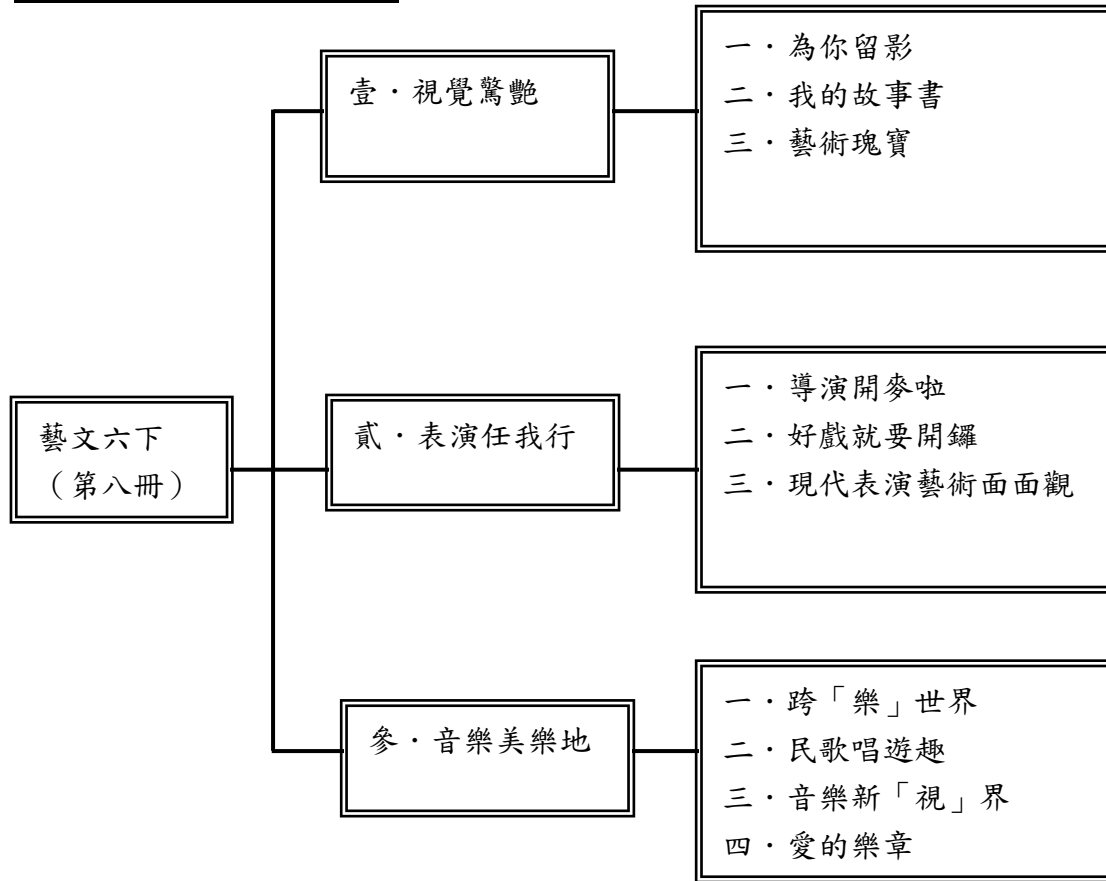 壹．視覺驚艷
一．為你留影
二．我的故事書
三．藝術瑰寶
藝文六下
（第八冊）
貳．表演任我行
一．導演開麥啦
二．好戲就要開鑼
三．現代表演藝術面面觀
參．音樂美樂地
一．跨「樂」世界
二．民歌唱遊趣
三．音樂新「視」界
四．愛的樂章